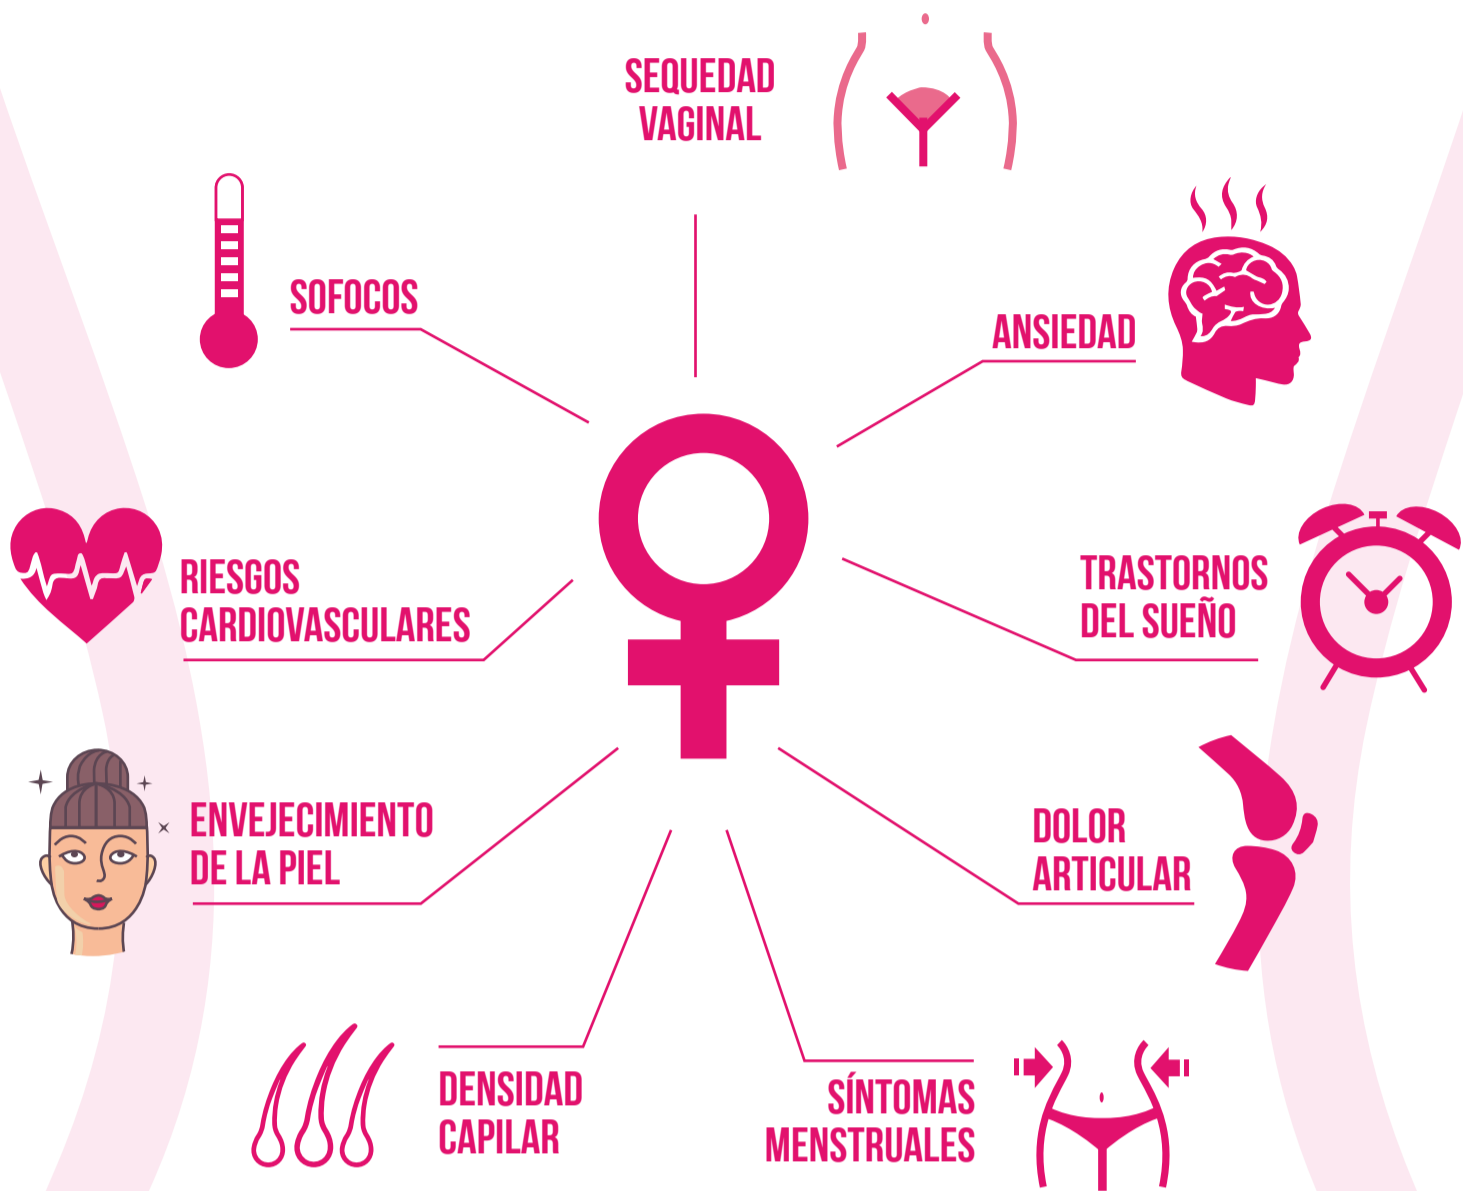 SEQUEDAD
VAGINAL
SOFOCOS
ANSIEDAD
RIESGOS
CARDIOVASCULARES
TRASTORNOS
DEL SUEÑO
ENVEJECIMIENTO
DE LA PIEL
DOLOR
ARTICULAR
DENSIDAD
CAPILAR
SÍNTOMAS
MENSTRUALES